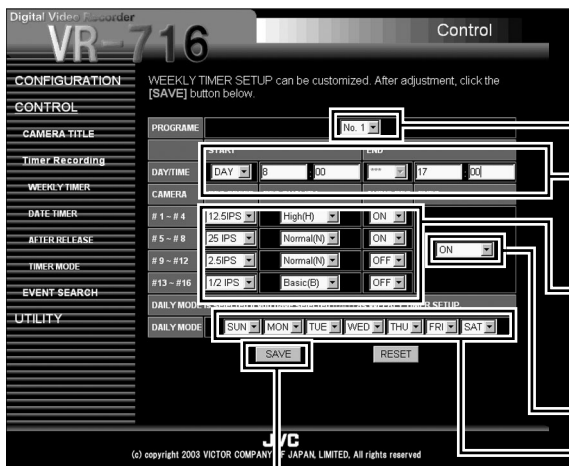 Digital Video Recorder
VR-716
Control
CONFIGURATION
CONTROL
CAMERA TITLE
Timer Recording
WEEKLY TIMER
DATE TIMER
AFTER RELEASE
TIMER MODE
EVENT SEARCH
UTILITY
WEEKLY TIMER SETUP can be customized. After adjustment, click the
[SAVE] button below.
PROGRAME No. 1
START END
DAY/TIME DAY 8 :00 *** 17 :00
CAMERA
# 1 ~ # 4 12.5IPS High(H) ON
# 5 ~ # 8 25 IPS Normal(N) ON
ON
# 9 ~ #12 2.5IPS Normal(N) OFF
#13 ~ #16 1/2 IPS Basic(B) OFF
DAILY MODE
DAILY MODE SUN MON TUE WED THU FRI SAT
SAVE RESET
JVC
(c) copyright 2003 VICTOR COMPANY OF JAPAN, LIMITED, All rights reserved